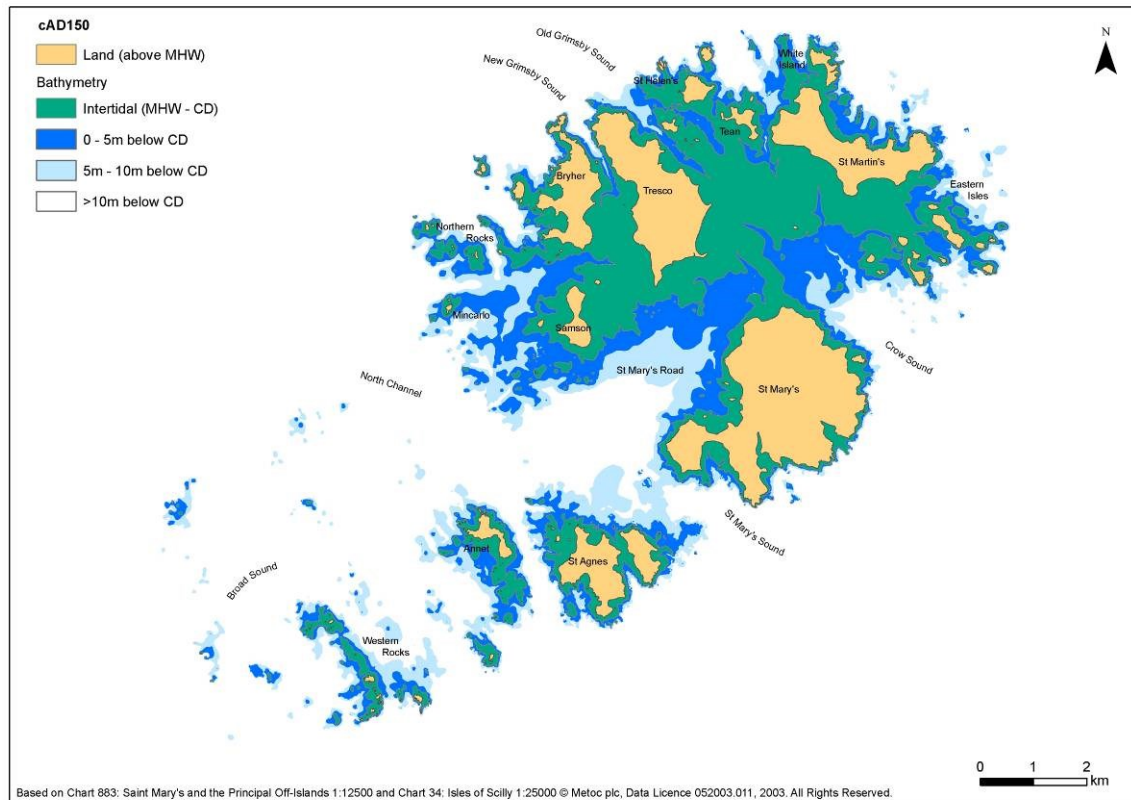 cAD150
Land (above MHW)
Bathymetry
Intertidal (MHW - CD)
0 - 5m below CD
5m - 10m below CD
>10m below CD
N
Old Grimsby Sound
New Grimsby Sound
St Helen's
White
Island
Tean
St Martin's
Bryher
Tresco
Eastern
Isles
Northern
Rocks
Mincarlo
Samson
St Mary's Road
Crow Sound
North Channel
St Mary's
St Mary's Sound
Annet
St Agnes
Broad Sound
Western
Rocks
0 1 2
km
Based on Chart 883: Saint Mary's and the Principal Off-Islands 1:12500 and Chart 34: Isles of Scilly 1:25000 © Metoc plc, Data Licence 052003.011, 2003. All Rights Reserved.